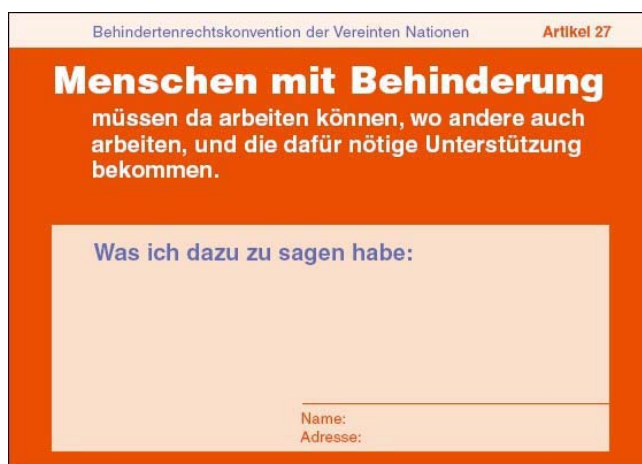 Behindertenrechtskonvention der Vereinten Nationen Artikel 27
Menschen mit Behinderung
müssen da arbeiten können, wo andere auch
arbeiten, und die dafür nötige Unterstützung
bekommen.
Was ich dazu zu sagen habe:
Name:
Adresse: